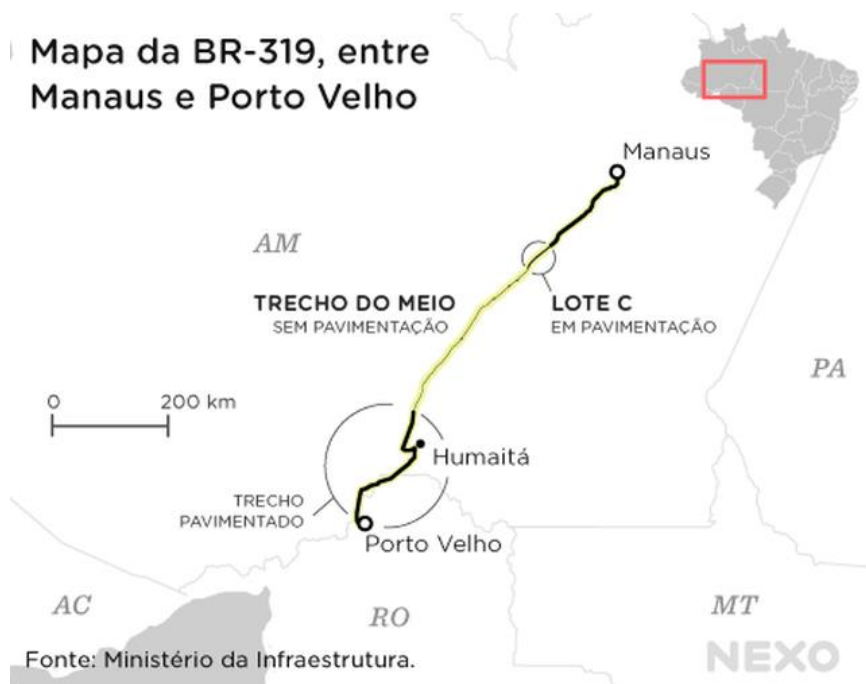 Mapa da BR-319, entre
Manaus e Porto Velho
Manaus
AM
TRECHO DO MEIO
SEM PAVIMENTAÇÃO
LOTE C
EM PAVIMENTAÇÃO
PA
0 200 km
Humaitá
TRECHO
PAVIMENTADO
Porto Velho
AC
RO
MT
Fonte: Ministério da Infraestrutura.
NEXO